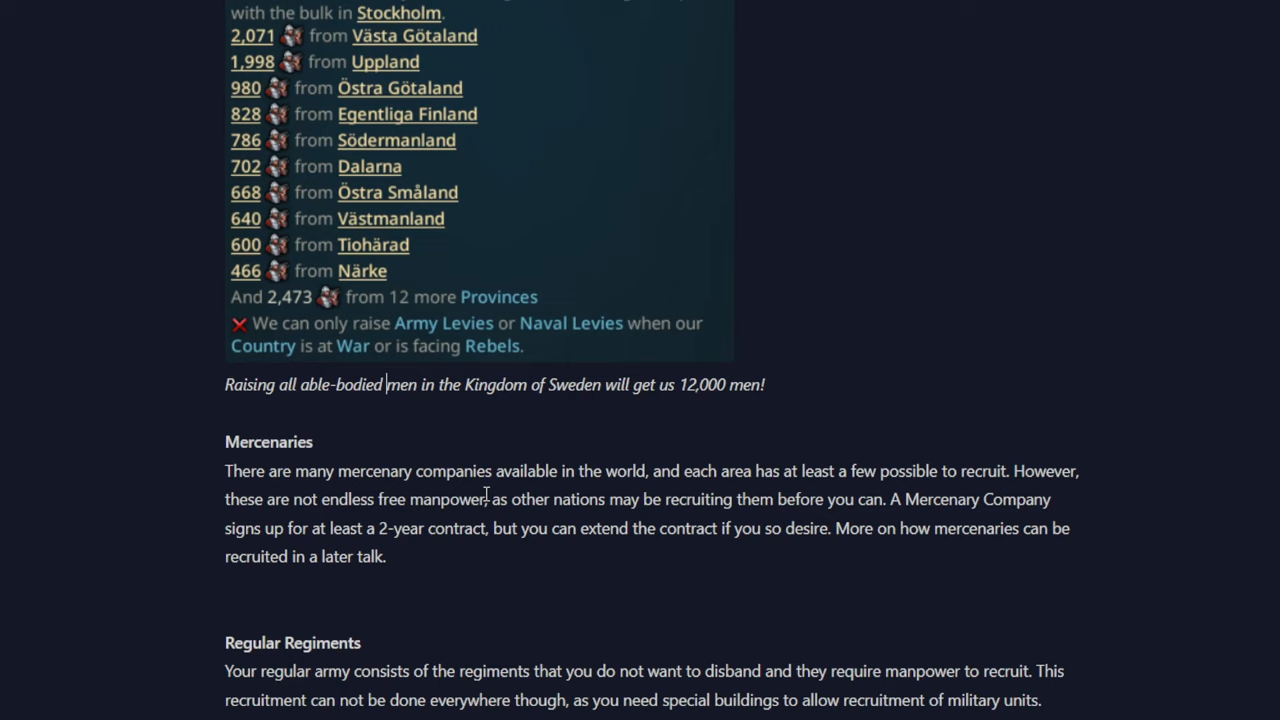 with the bulk in Stockholm.
2,071 from Västa Götaland
1,998 from Uppland
980 from Östra Götaland
828 from Egentliga Finland
786 from Södermanland
702 from Dalarna
668 from Östra Småland
640 from Västmanland
600 from Tiohärad
466 from Närke
And 2,473 from 12 more Provinces
We can only raise Army Levies or Naval Levies when our
Country is at War or is facing Rebels.
Raising all able-bodied men in the Kingdom of Sweden will get us 12,000 men!
Mercenaries
There are many mercenary companies available in the world, and each area has at least a few possible to recruit. However,
these are not endless free manpower, as other nations may be recruiting them before you can. A Mercenary Company
signs up for at least a 2-year contract, but you can extend the contract if you so desire. More on how mercenaries can be
recruited in a later talk.
Regular Regiments
Your regular army consists of the regiments that you do not want to disband and they require manpower to recruit. This
recruitment can not be done everywhere though, as you need special buildings to allow recruitment of military units.